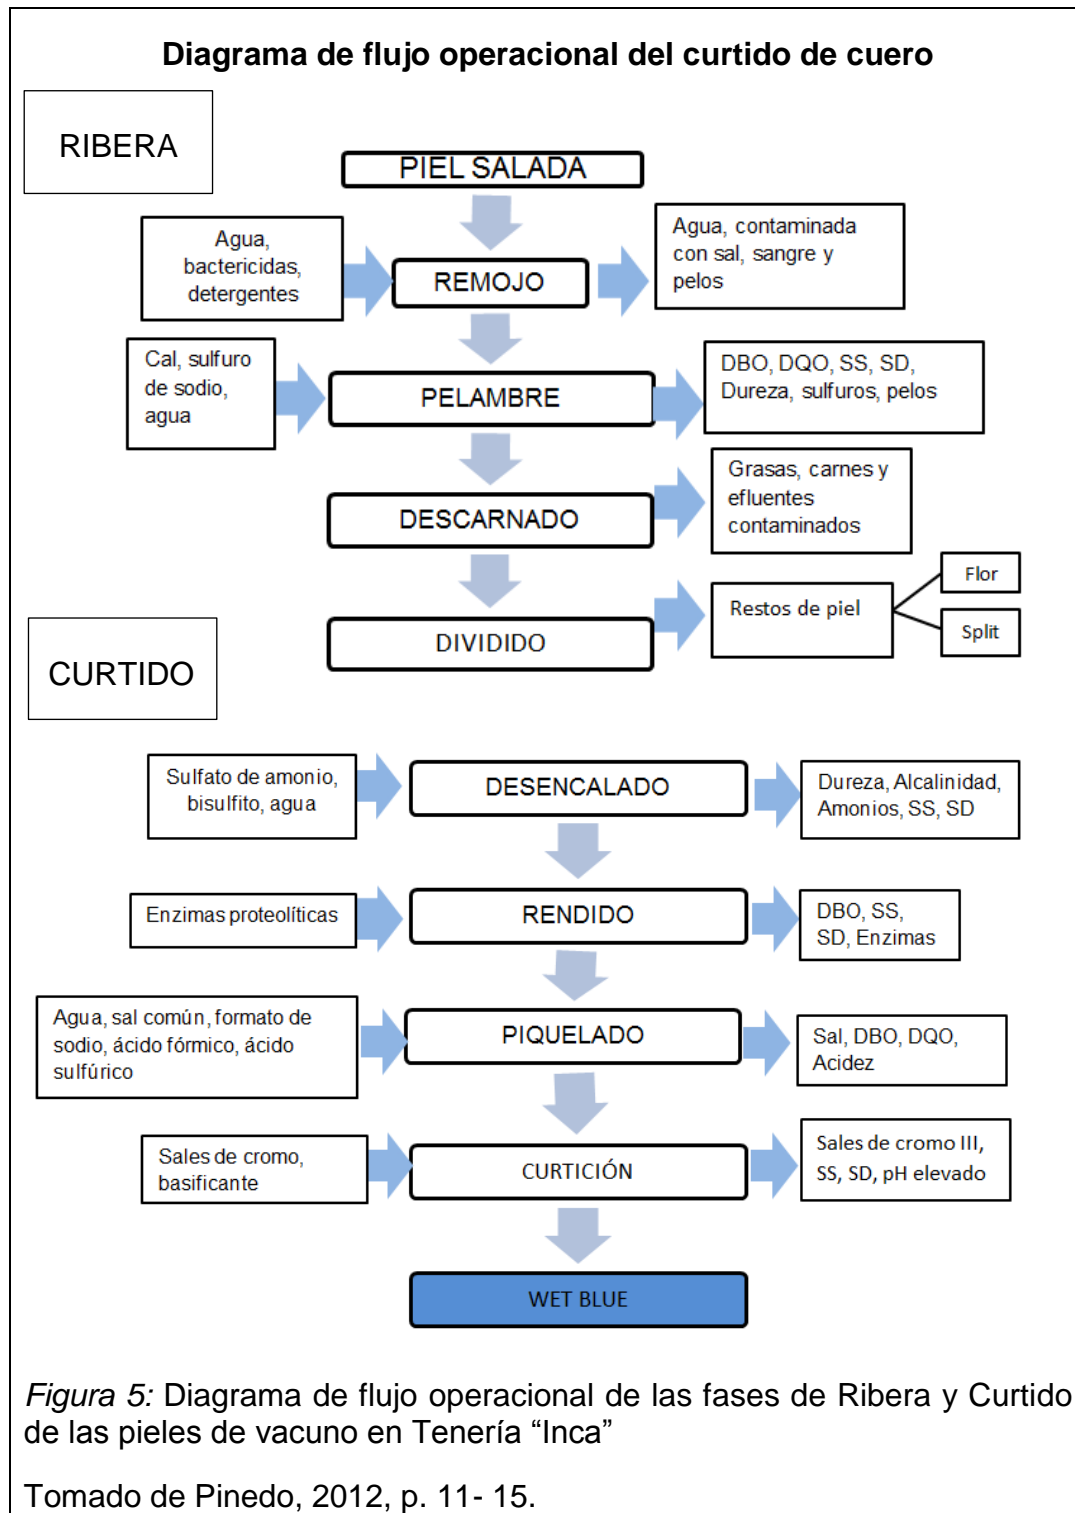 Diagrama de flujo operacional del curtido de cuero
RIBERA
PIEL SALADA
Agua,
bactericidas,
detergentes
REMOJO
Agua, contaminada
con sal, sangre y
pelos
Cal, sulfuro
de sodio,
agua
PELAMBRE
DBO, DQO, SS, SD,
Dureza, sulfuros, pelos
DESCARNADO
Grasas, carnes y
efluentes
contaminados
DIVIDIDO
Restos de piel
Flor
Split
CURTIDO
Sulfato de amonio,
bisulfito, agua
DESENCALADO
Dureza, Alcalinidad,
Amonios, SS, SD
Enzimas proteolíticas
RENDIDO
DBO, SS,
SD, Enzimas
Agua, sal común, formato de
sodio, ácido fórmico, ácido
sulfúrico
PIQUELADO
Sal, DBO, DQO,
Acidez
Sales de cromo,
basificante
CURTICIÓN
Sales de cromo III,
SS, SD, pH elevado
WET BLUE
Figura 5: Diagrama de flujo operacional de las fases de Ribera y Curtido
de las pieles de vacuno en Tenería “Inca”
Tomado de Pinedo, 2012, p. 11- 15.